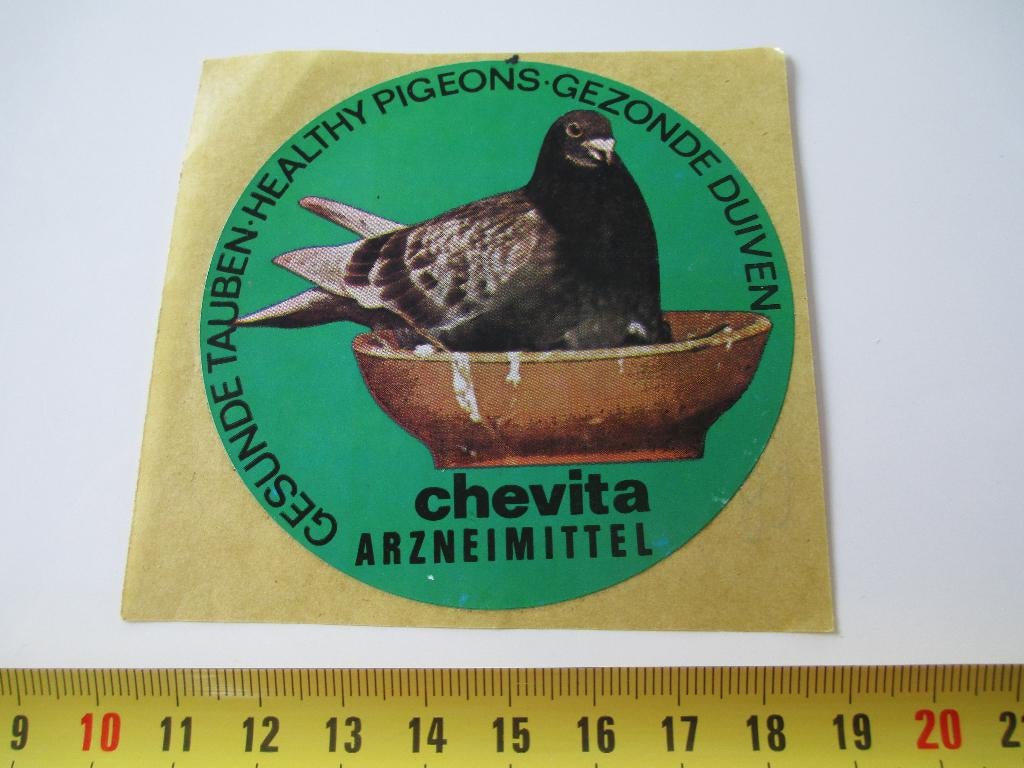 GESUNDE TAUBEN·HEALTHY PIGEONS·GEZONDE DUIVEN
chevita
ARZNEIMITTEL
9 10 11 12 13 14 15 16 17 18 19 20